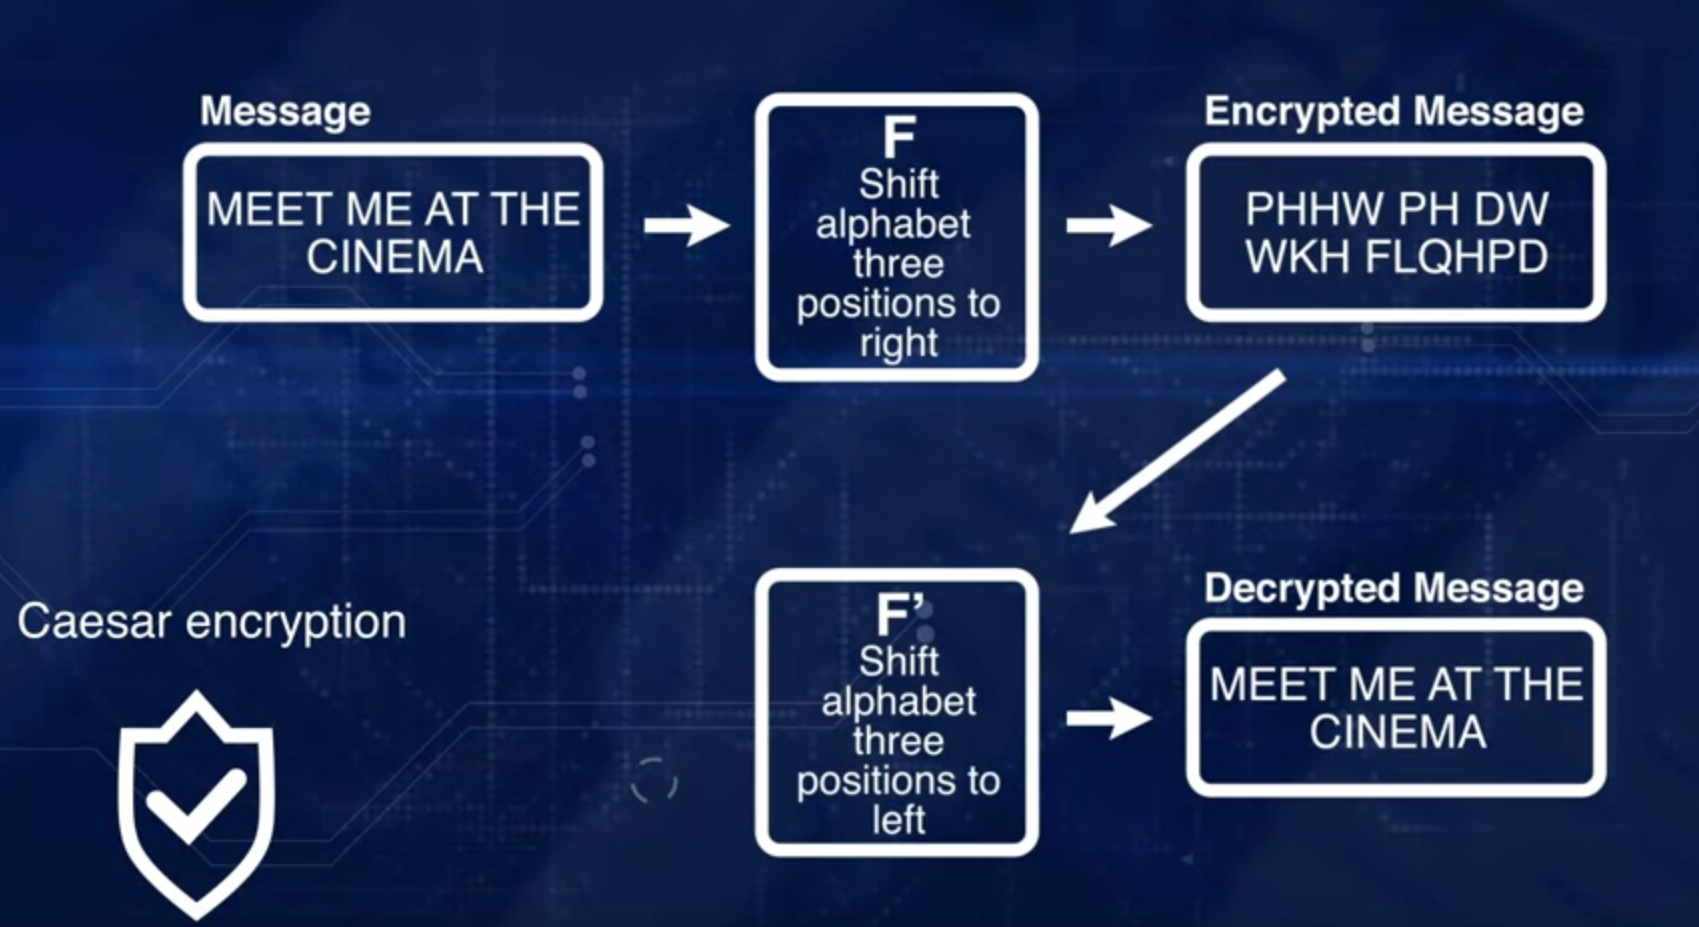 Message
MEET ME AT THE
CINEMA
F
Shift
alphabet
three
positions to
right
Encrypted Message
PHHW PH DW
WKH FLQHPD
Caesar encryption
F’
Shift
alphabet
three
positions to
left
Decrypted Message
MEET ME AT THE
CINEMA